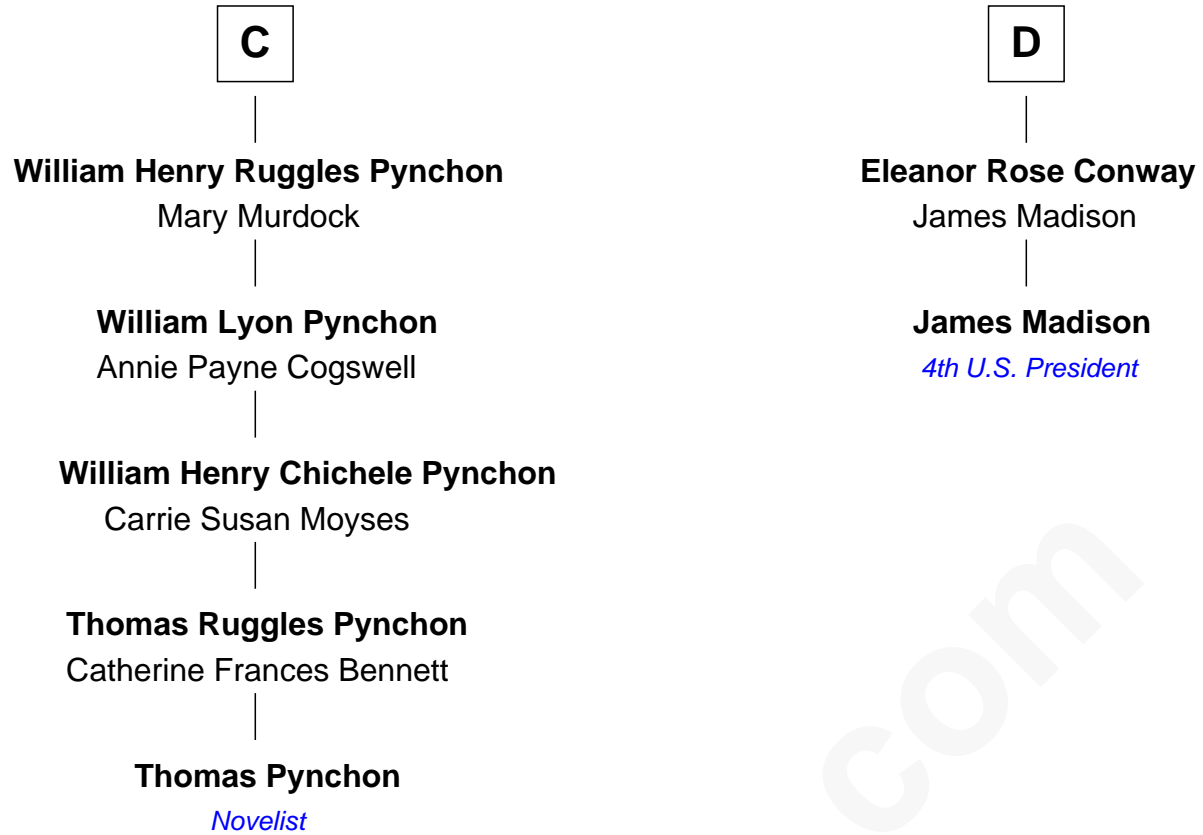 C
William Henry Ruggles Pynchon
Mary Murdock
William Lyon Pynchon
Annie Payne Cogswell
William Henry Chichele Pynchon
Carrie Susan Moyses
Thomas Ruggles Pynchon
Catherine Frances Bennett
Thomas Pynchon
Novelist
D
Eleanor Rose Conway
James Madison
James Madison
4th U.S. President
com